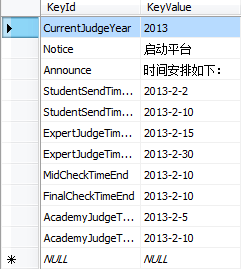 KeyId KeyValue
CurrentJudgeYear 2013
Notice 启动平台
Announce 时间安排如下：
StudentSendTim... 2013-2-2
StudentSendTim... 2013-2-10
ExpertJudgeTim... 2013-2-15
ExpertJudgeTim... 2013-2-30
MidCheckTimeEnd 2013-2-10
FinalCheckTimeEnd 2013-2-10
AcademyJudgeT... 2013-2-5
AcademyJudgeT... 2013-2-10
NULL NULL